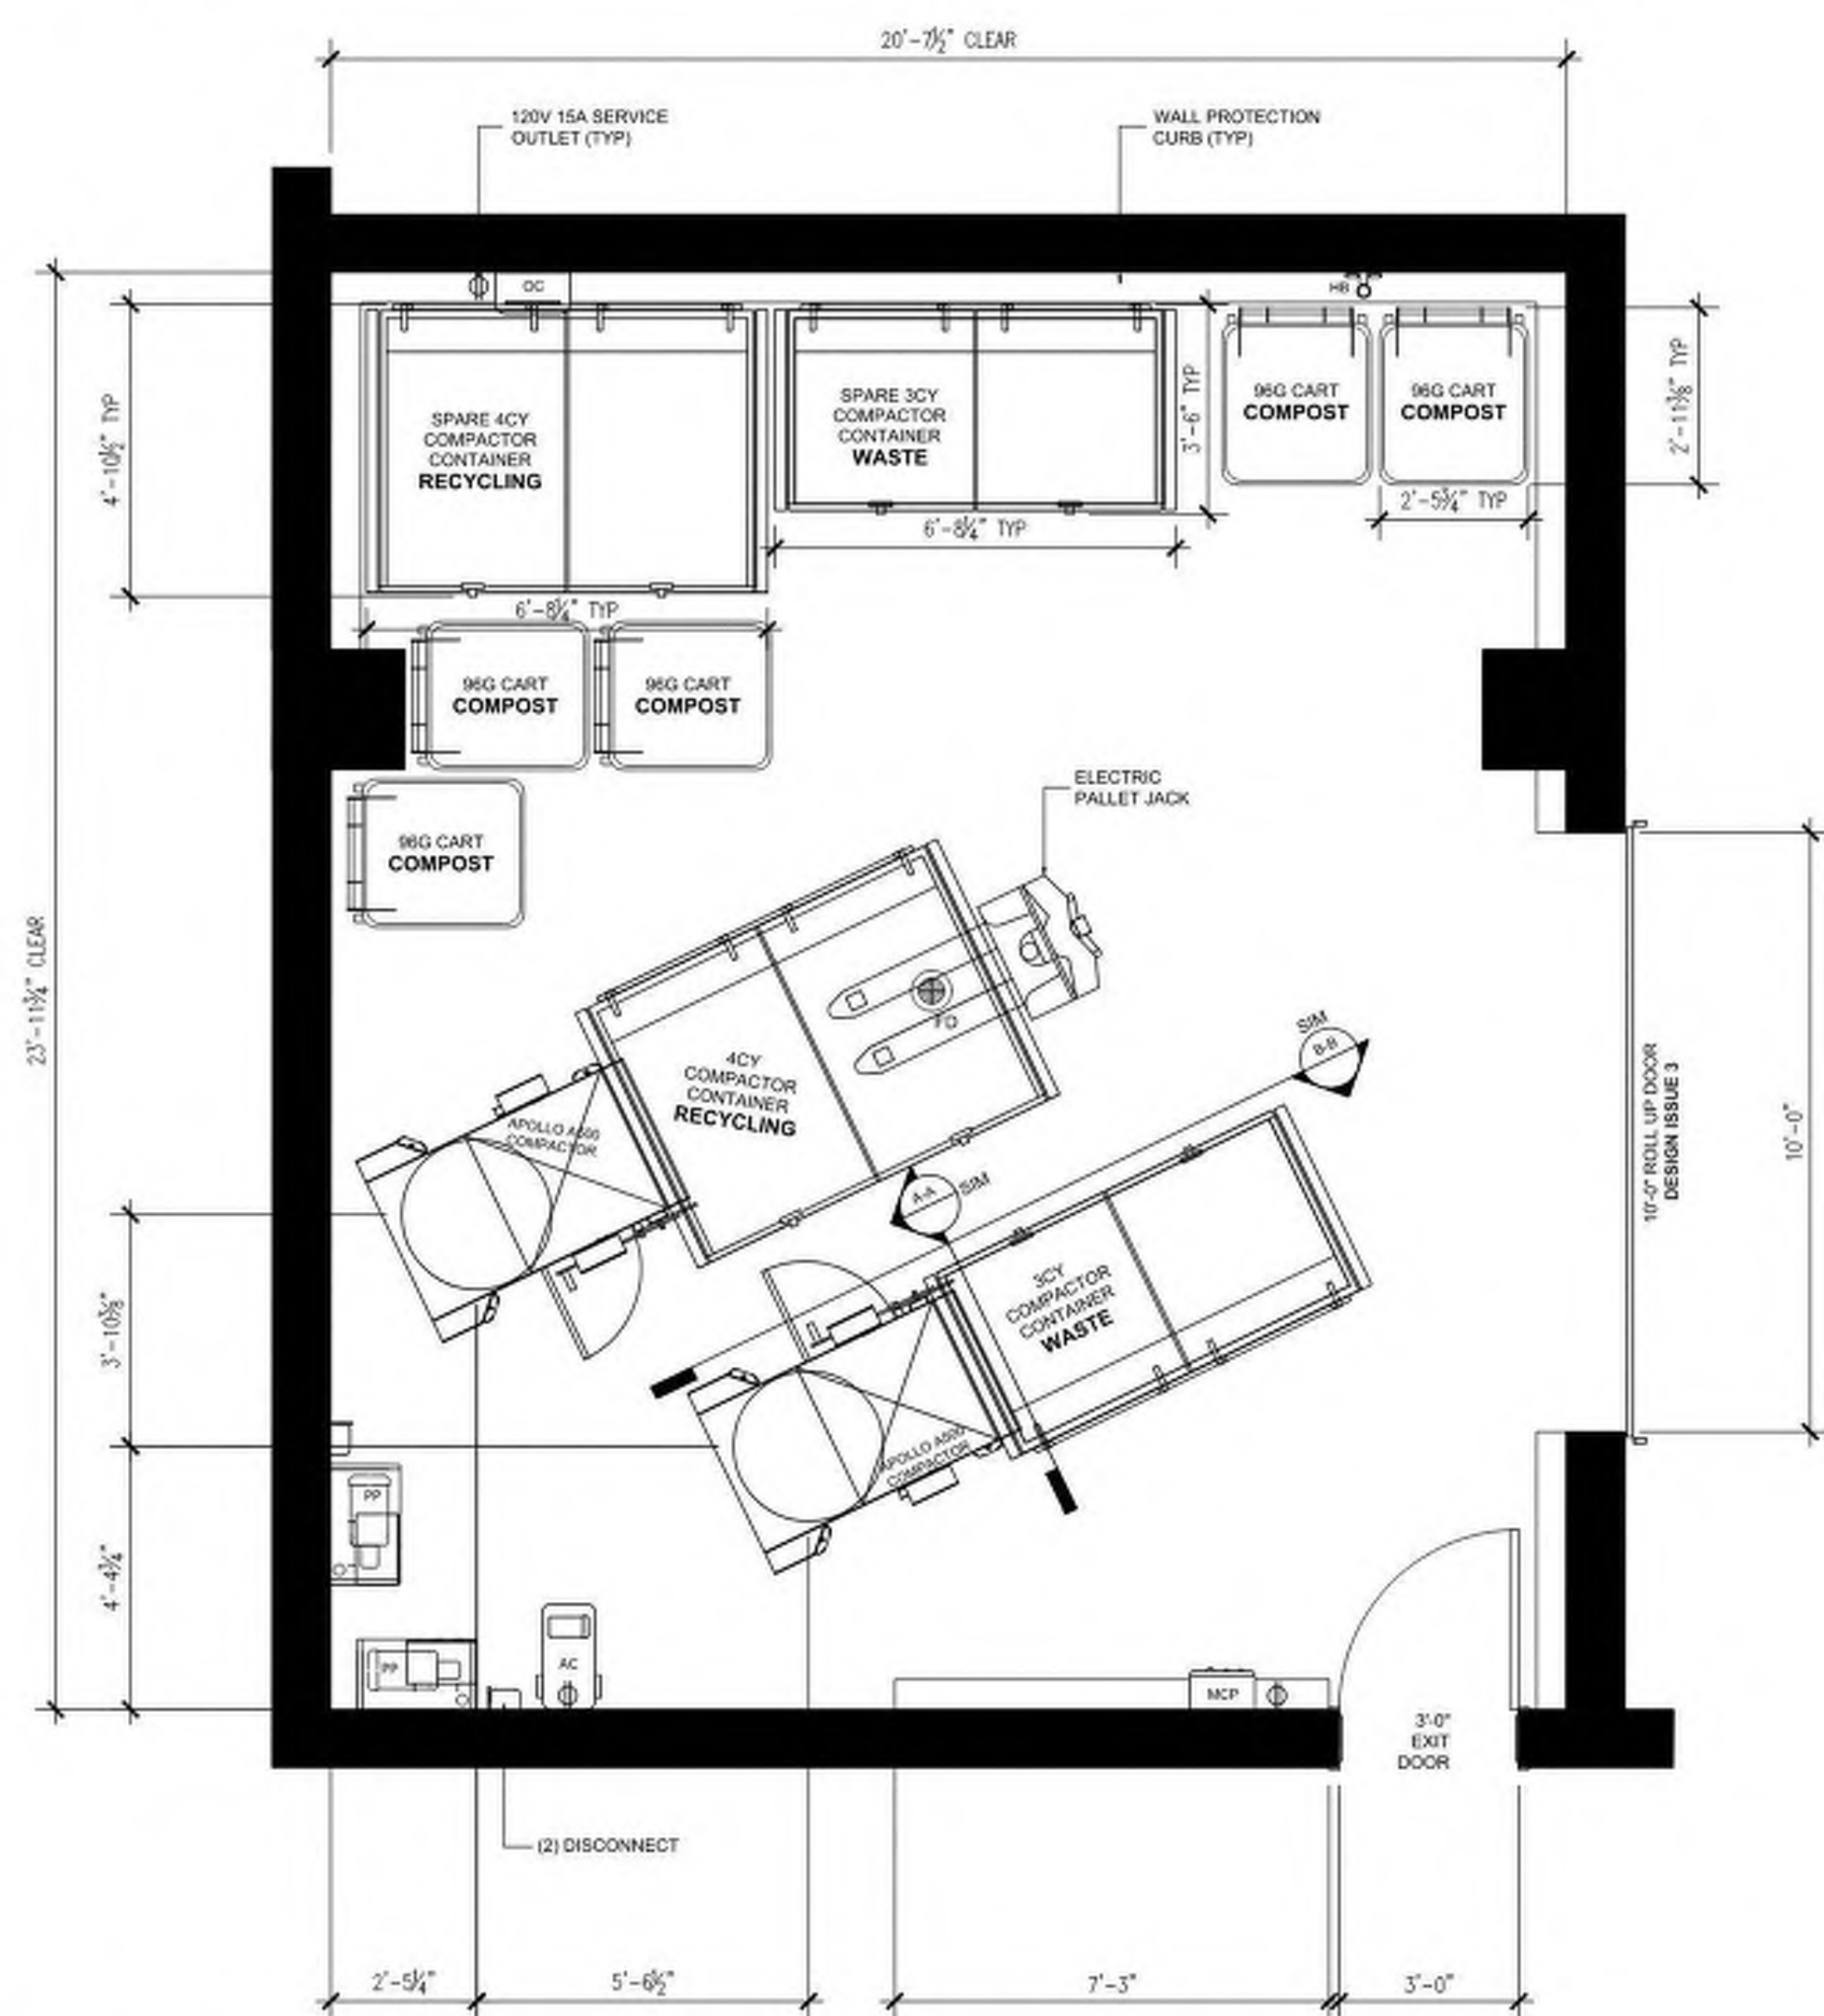 20'-7½" CLEAR
120V 15A SERVICE
OUTLET (TYP)
WALL PROTECTION
CURB (TYP)
OC
HB
4'-10½" TYP
SPARE 4CY
COMPACTOR
CONTAINER
RECYCLING
SPARE 3CY
COMPACTOR
CONTAINER
WASTE
3'-6" TYP
96G CART
COMPOST
96G CART
COMPOST
2'-11⅜" TYP
2'-5¾" TYP
6'-8¼" TYP
6'-8¼" TYP
96G CART
COMPOST
96G CART
COMPOST
ELECTRIC
PALLET JACK
96G CART
COMPOST
23'-11¾" CLEAR
FD
SIM
B-B
4CY
COMPACTOR
CONTAINER
RECYCLING
APOLLO A500
COMPACTOR
A-A
SIM
10'-0" ROLL UP DOOR
DESIGN ISSUE 3
10'-0"
3CY
COMPACTOR
CONTAINER
WASTE
3'-10⅜"
APOLLO A500
COMPACTOR
PP
4'-4¾"
PP
AC
MCP
3'-0"
EXIT
DOOR
(2) DISCONNECT
2'-5¼"
5'-6½"
7'-3"
3'-0"